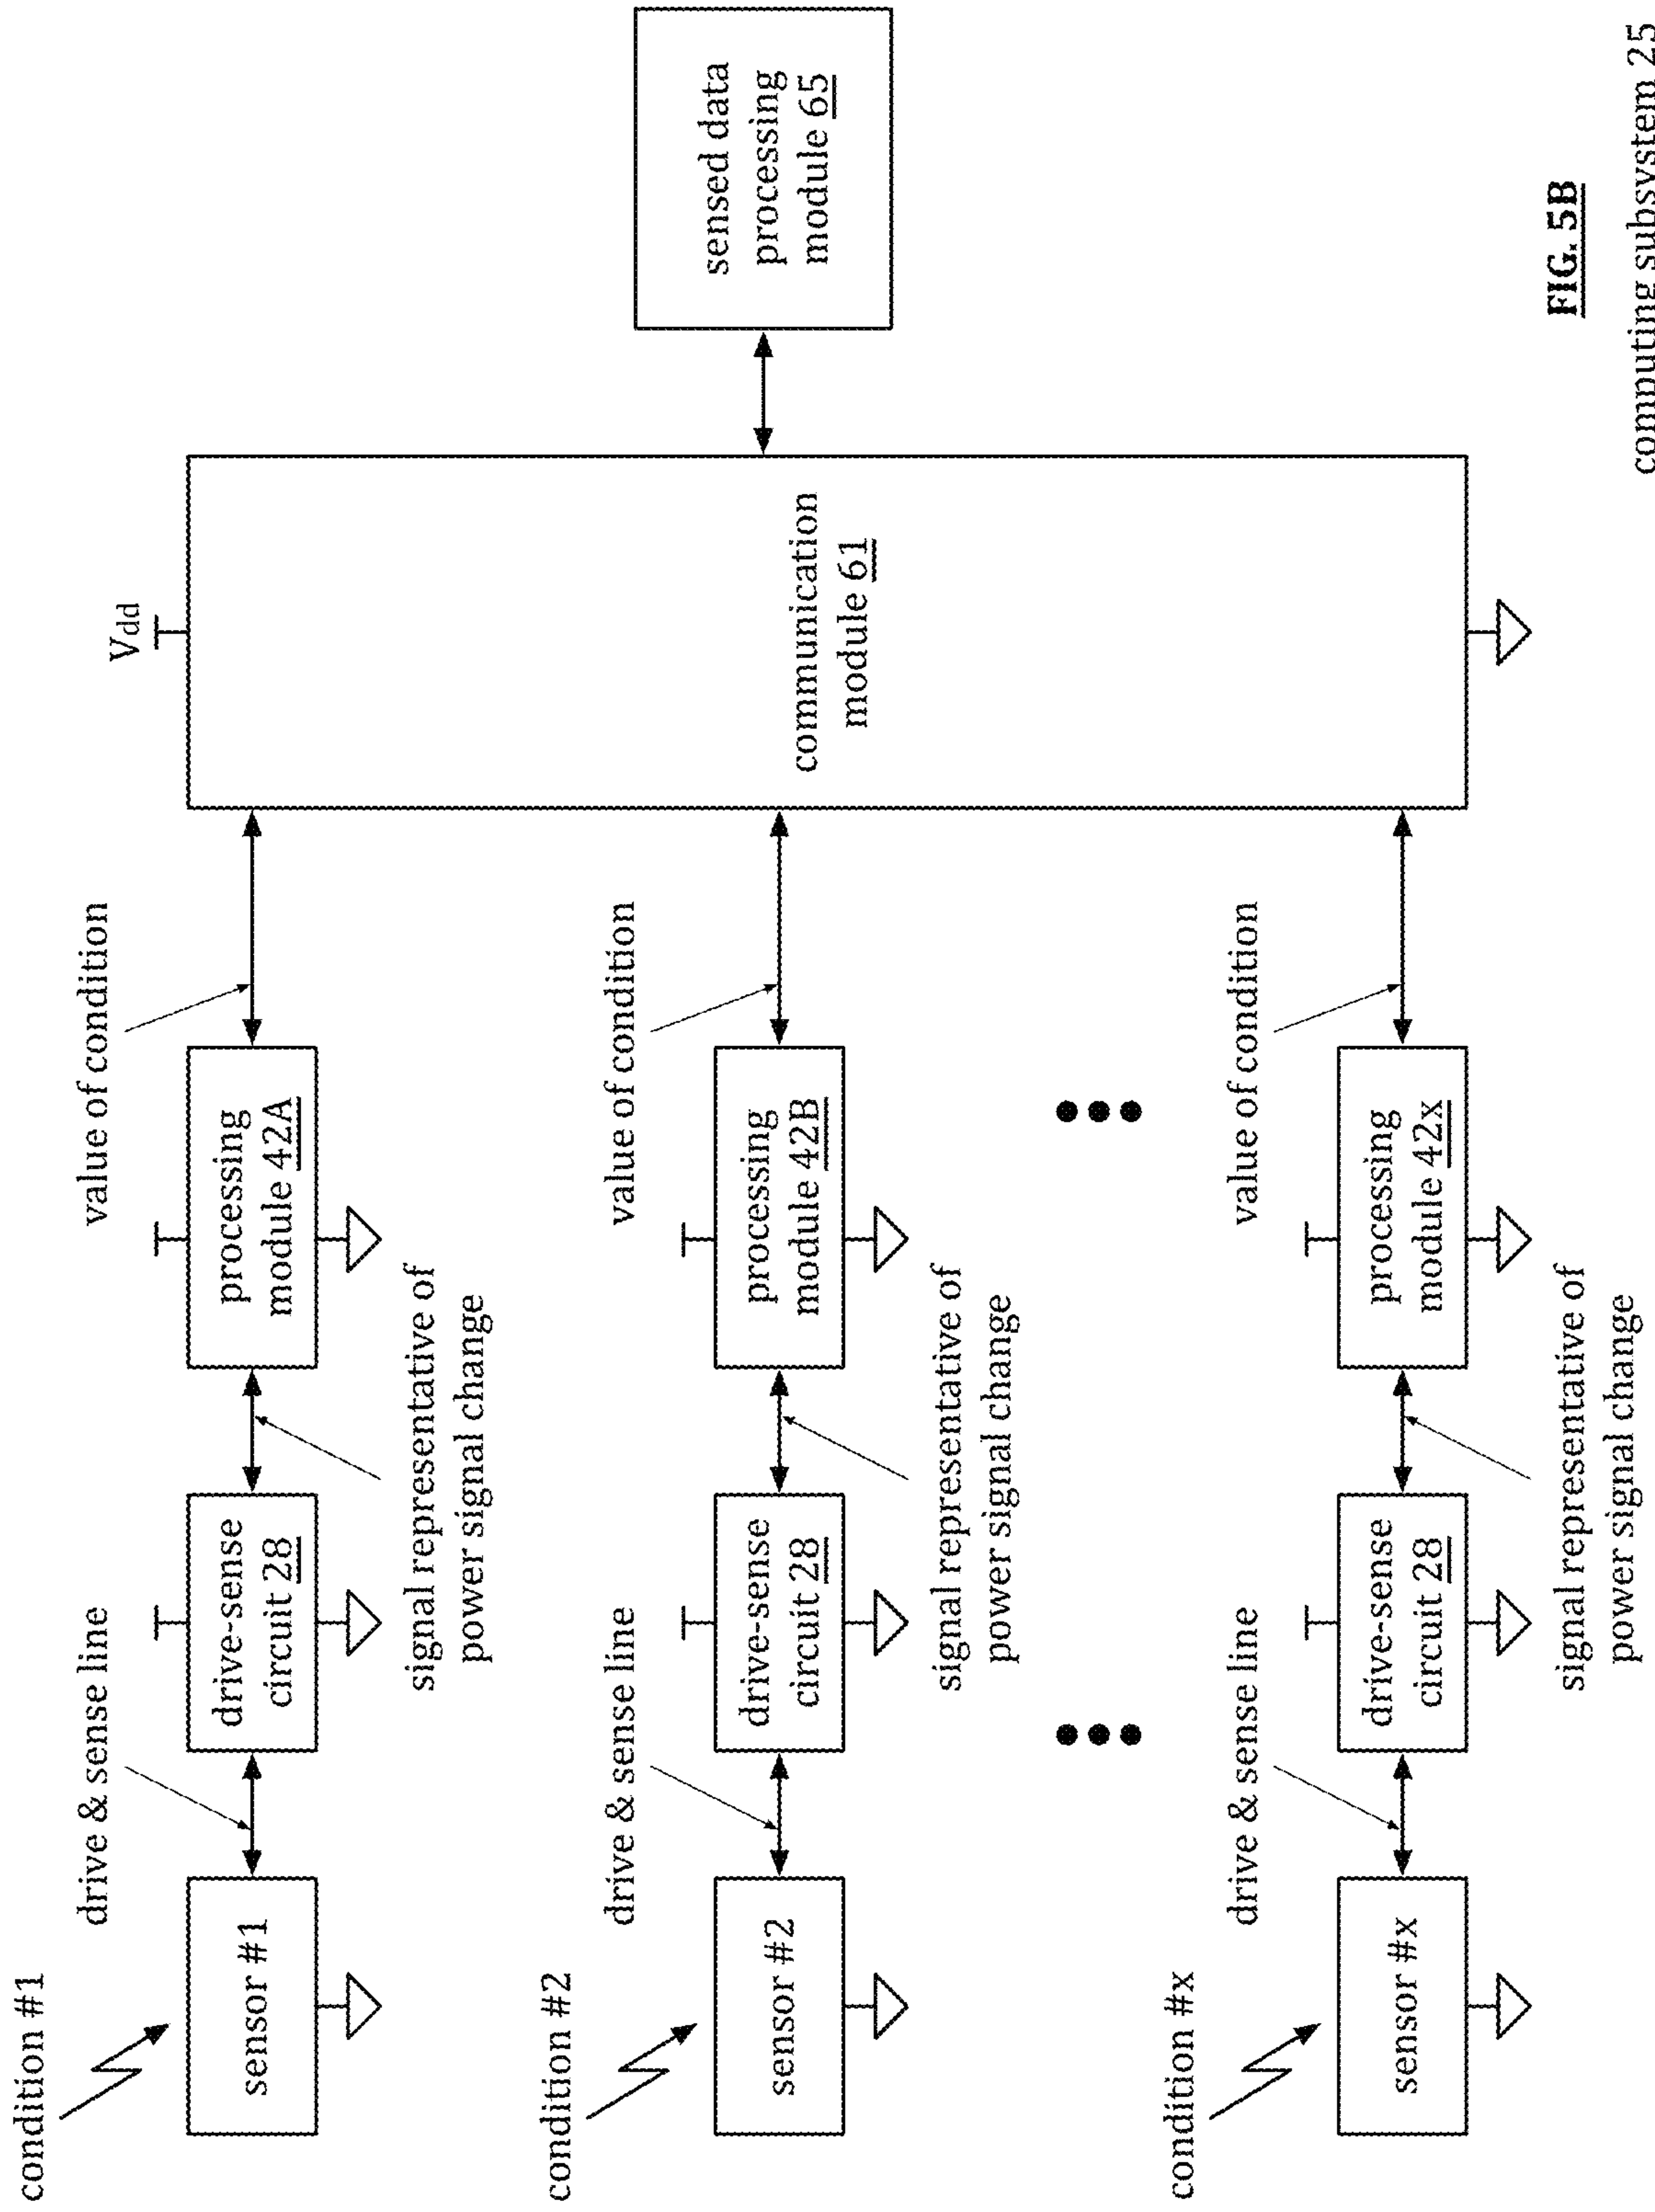 condition #1
drive & sense line
value of condition
Vdd
sensor #1
drive-sense
circuit 28
processing
module 42A
signal representative of
power signal change
communication
module 61
sensed data
processing
module 65
condition #2
drive & sense line
value of condition
sensor #2
drive-sense
circuit 28
processing
module 42B
signal representative of
power signal change
condition #x
drive & sense line
value of condition
sensor #x
drive-sense
circuit 28
processing
module 42x
signal representative of
power signal change
FIG. 5B
computing subsystem 25